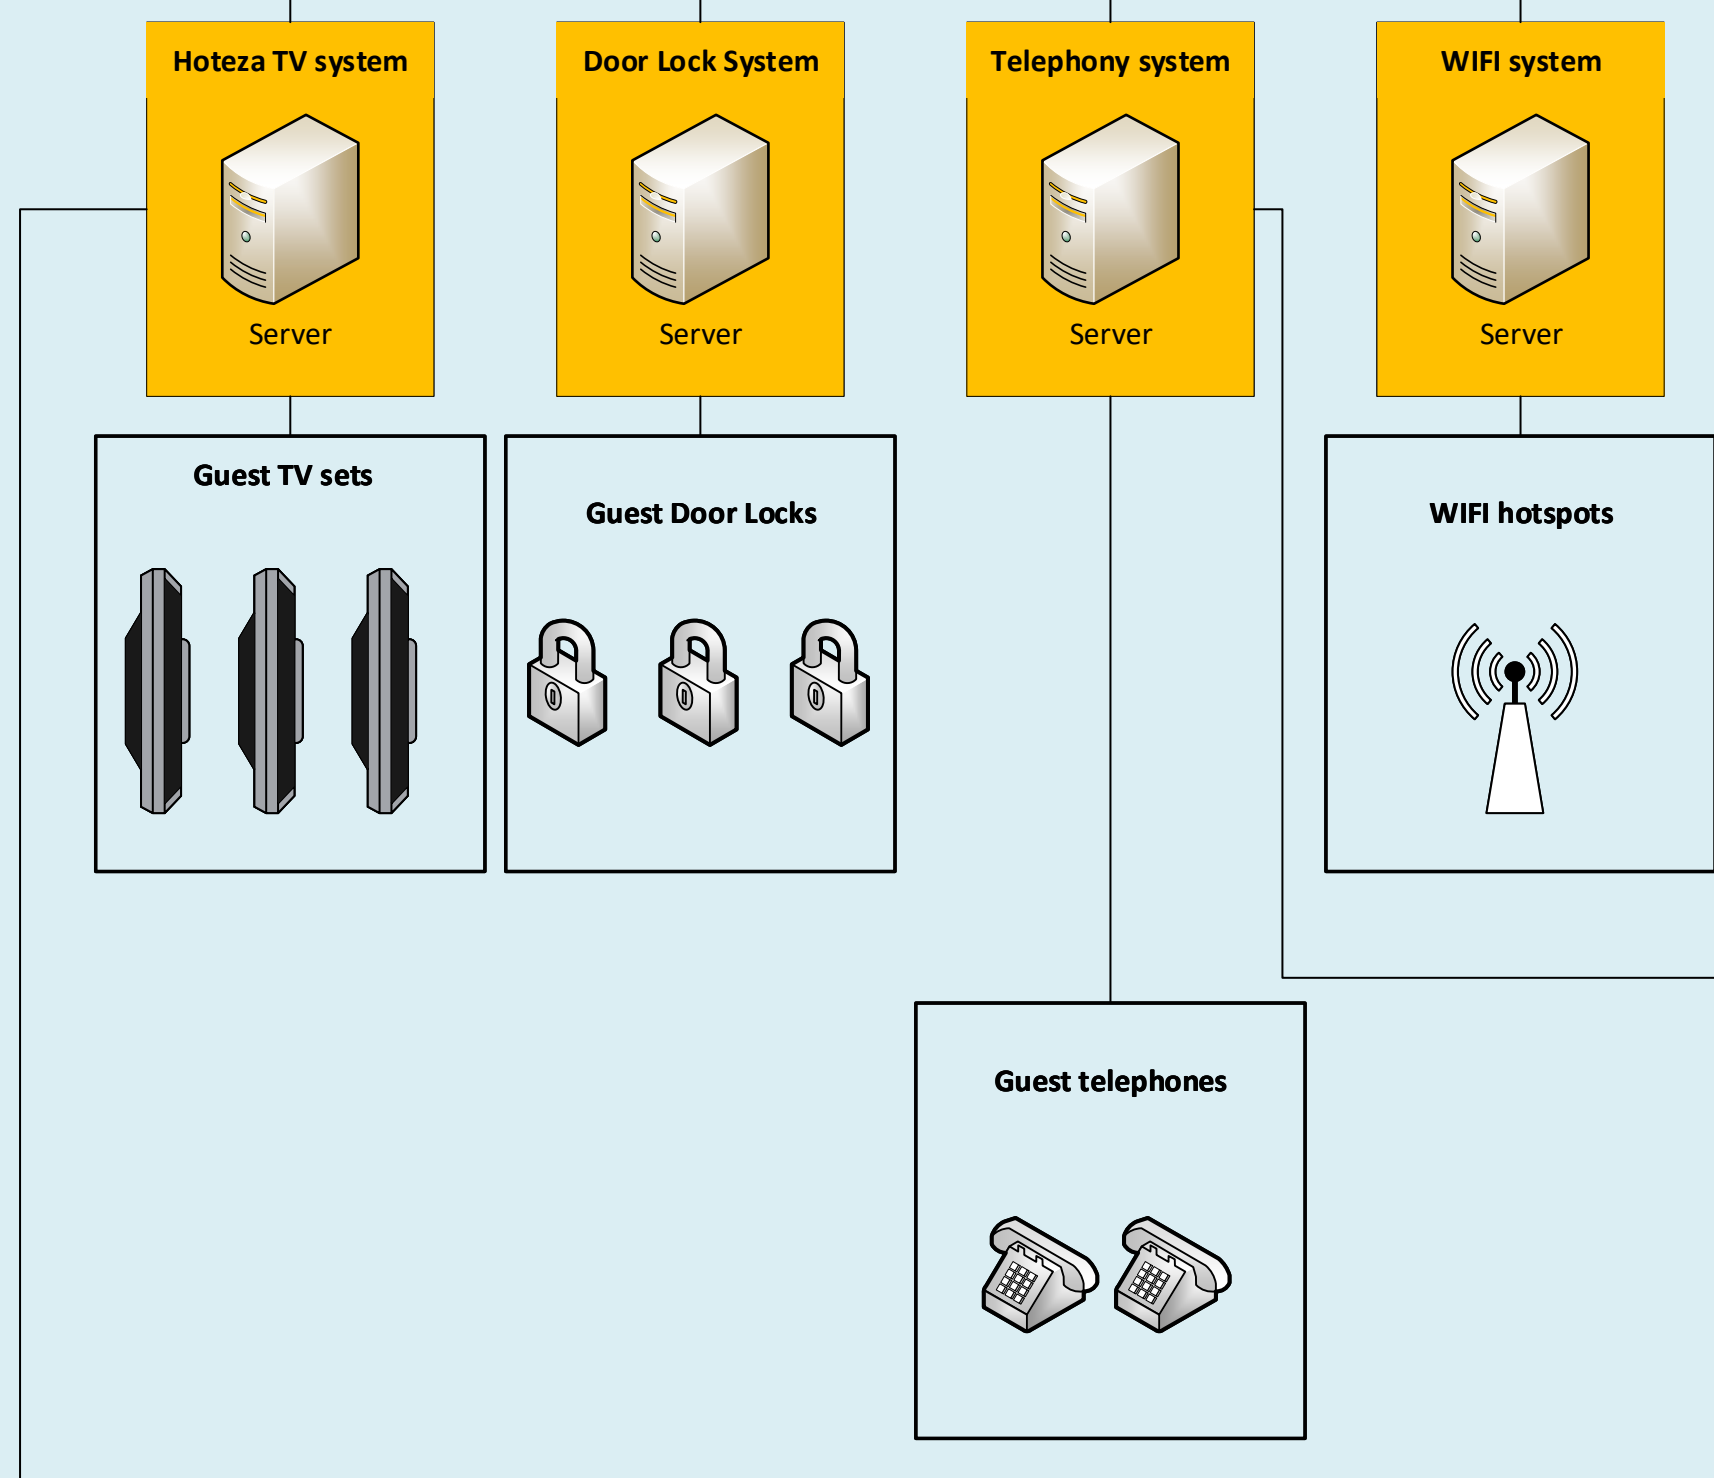 Hoteza TV system
Door Lock System
Telephony system
WIFI system
Server
Server
Server
Server
Guest TV sets
Guest Door Locks
WIFI hotspots
Guest telephones